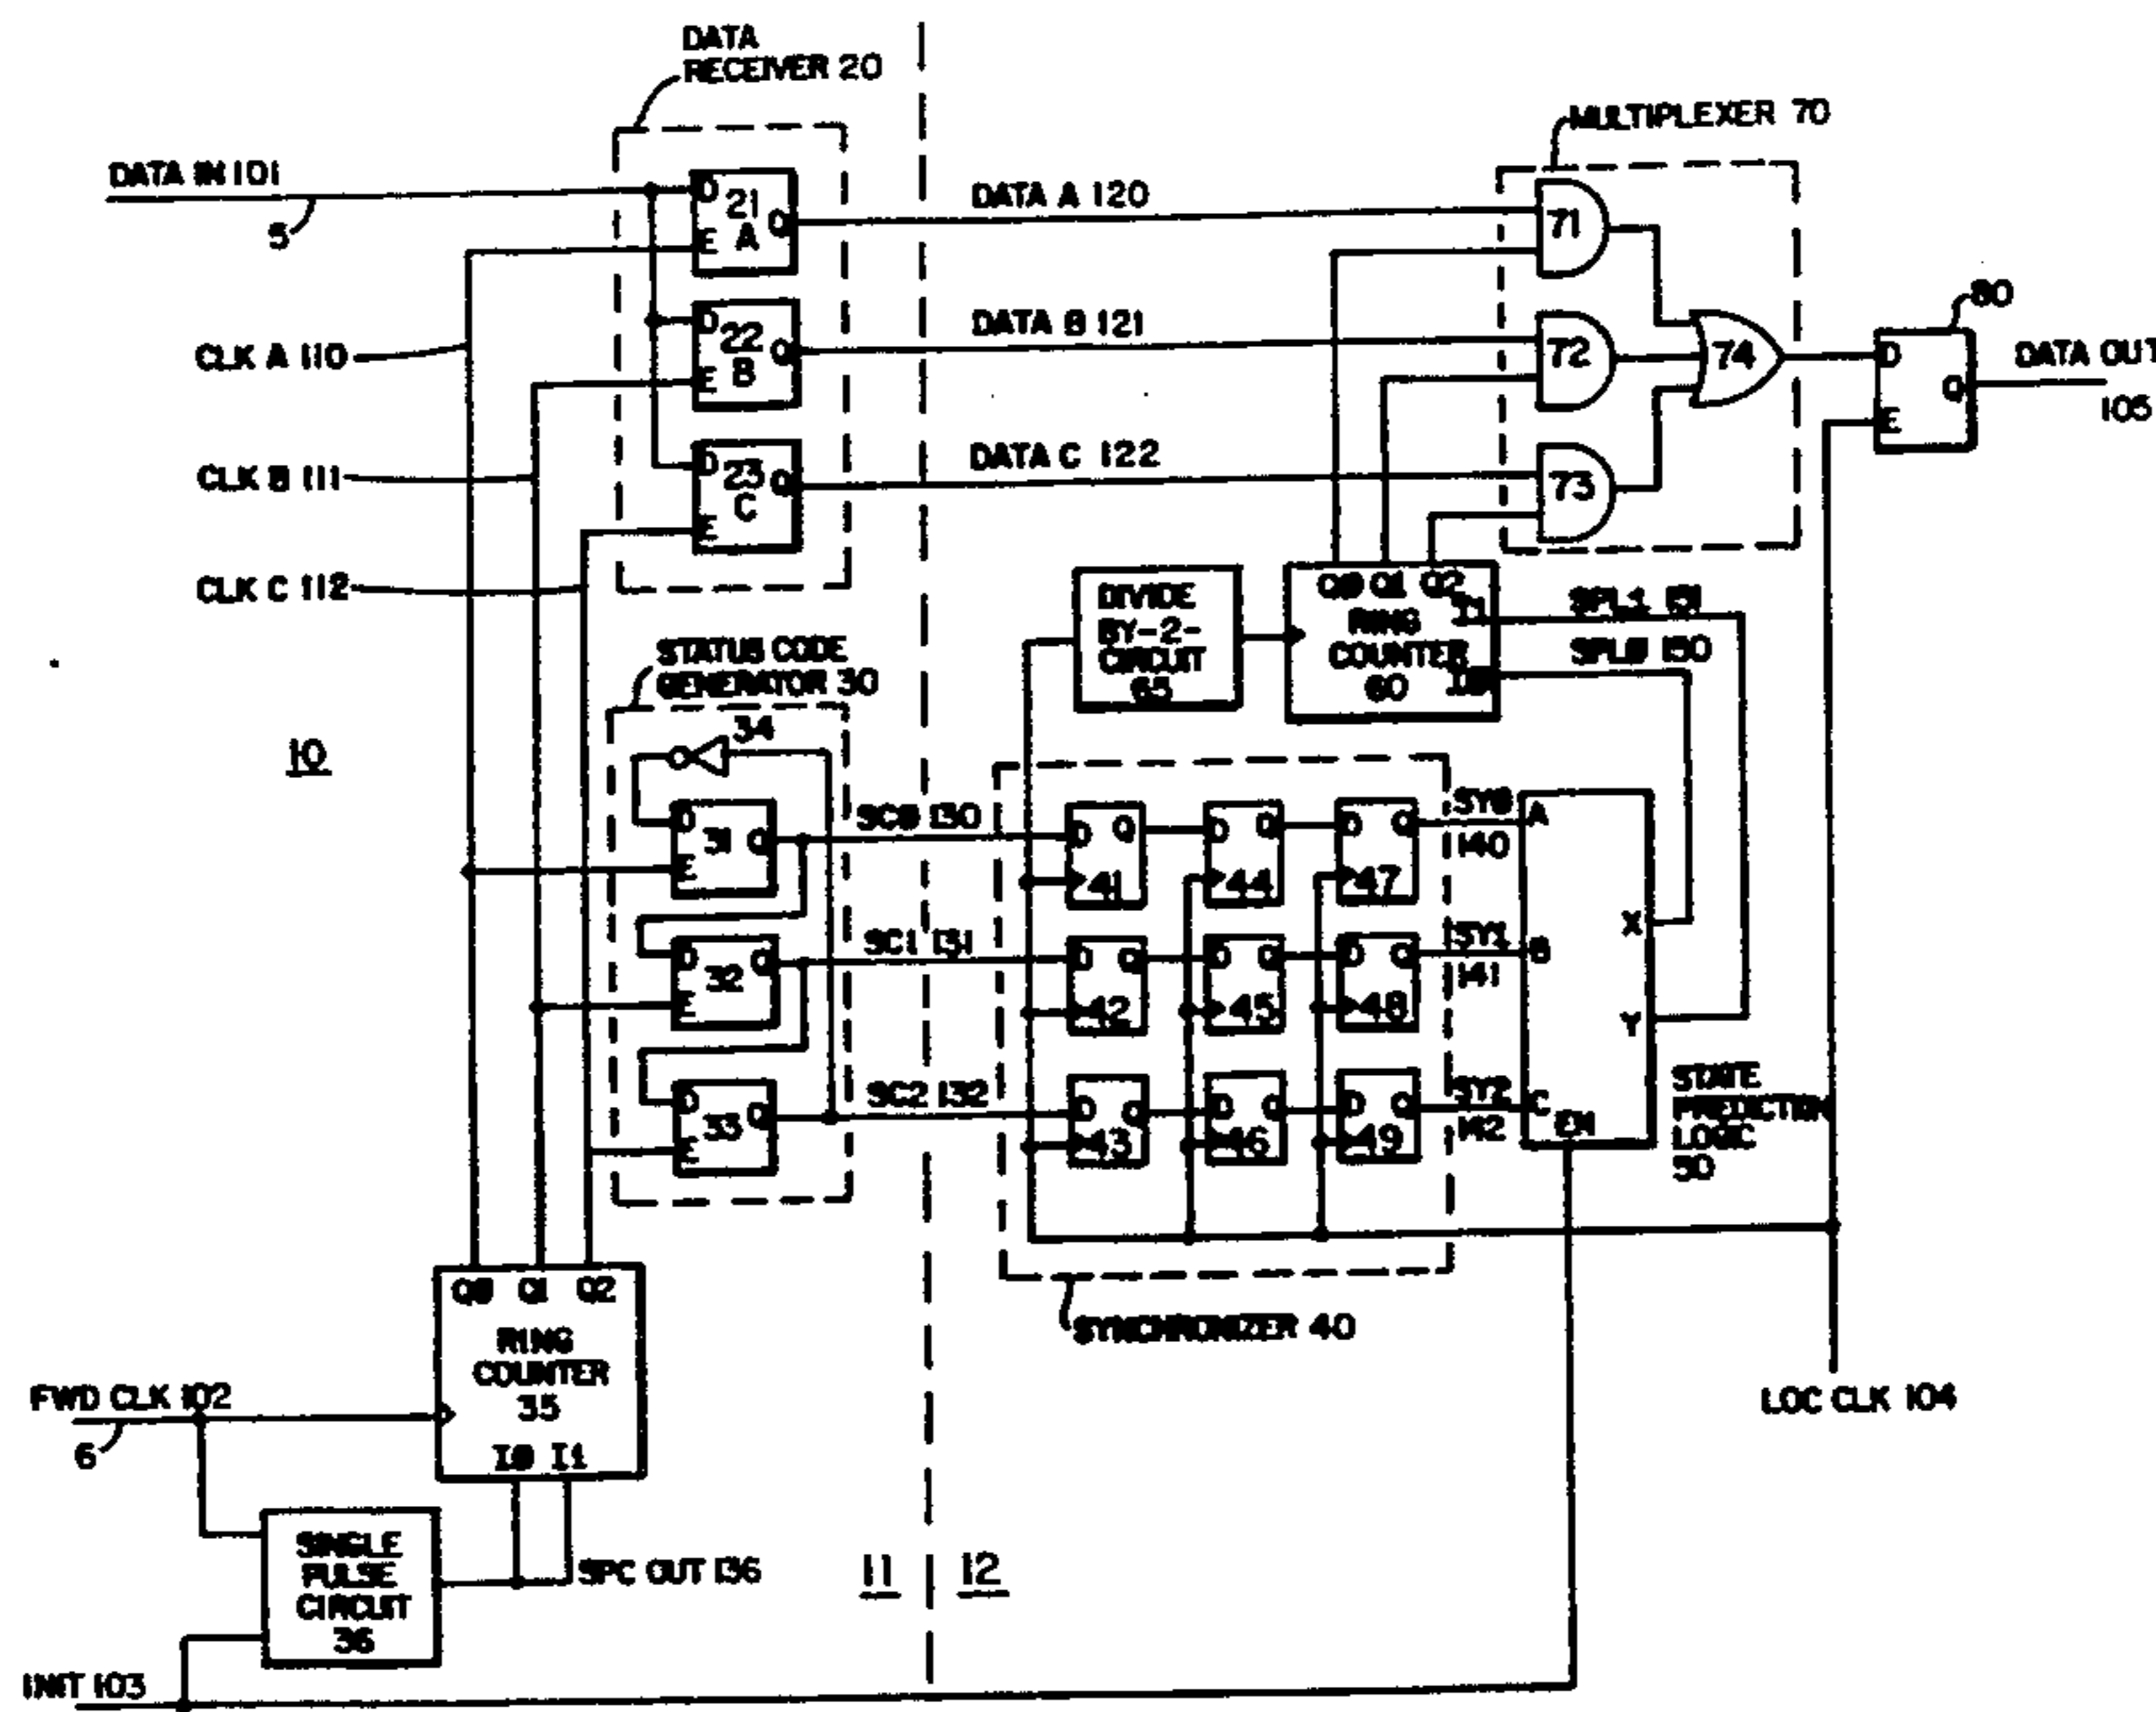 DATA
RECEIVER 20
MULTIPLEXER 70
DATA IN 101
5
D
21
A
E
Q
DATA A 120
71
CLK A 110
D
22
B
E
Q
DATA B 121
72
74
80
D
Q
E
DATA OUT
105
CLK B 111
D
23
C
E
Q
DATA C 122
73
CLK C 112
DIVIDE
BY-2-
CIRCUIT
65
Q0 Q1 Q2
I1
RING
COUNTER
I0
60
SPL1 151
SPL0 150
STATUS CODE
GENERATOR 30
34
10
D
31
Q
E
SC0 130
D Q
41
D Q
44
D Q
47
SY0
140
A
D
32
Q
E
SC1 131
D Q
42
D Q
45
D Q
48
SY1
141
B
X
Y
D
33
Q
E
SC2 132
D Q
43
D Q
46
D Q
49
SY2
142
C
EN
STATE
PREDICTION
LOGIC
50
Q0 Q1 Q2
RING
COUNTER
35
I0 I1
SYNCHRONIZER 40
FWD CLK 102
6
LOC CLK 104
SINGLE
PULSE
CIRCUIT
36
SPC OUT 136
11
12
INIT 103